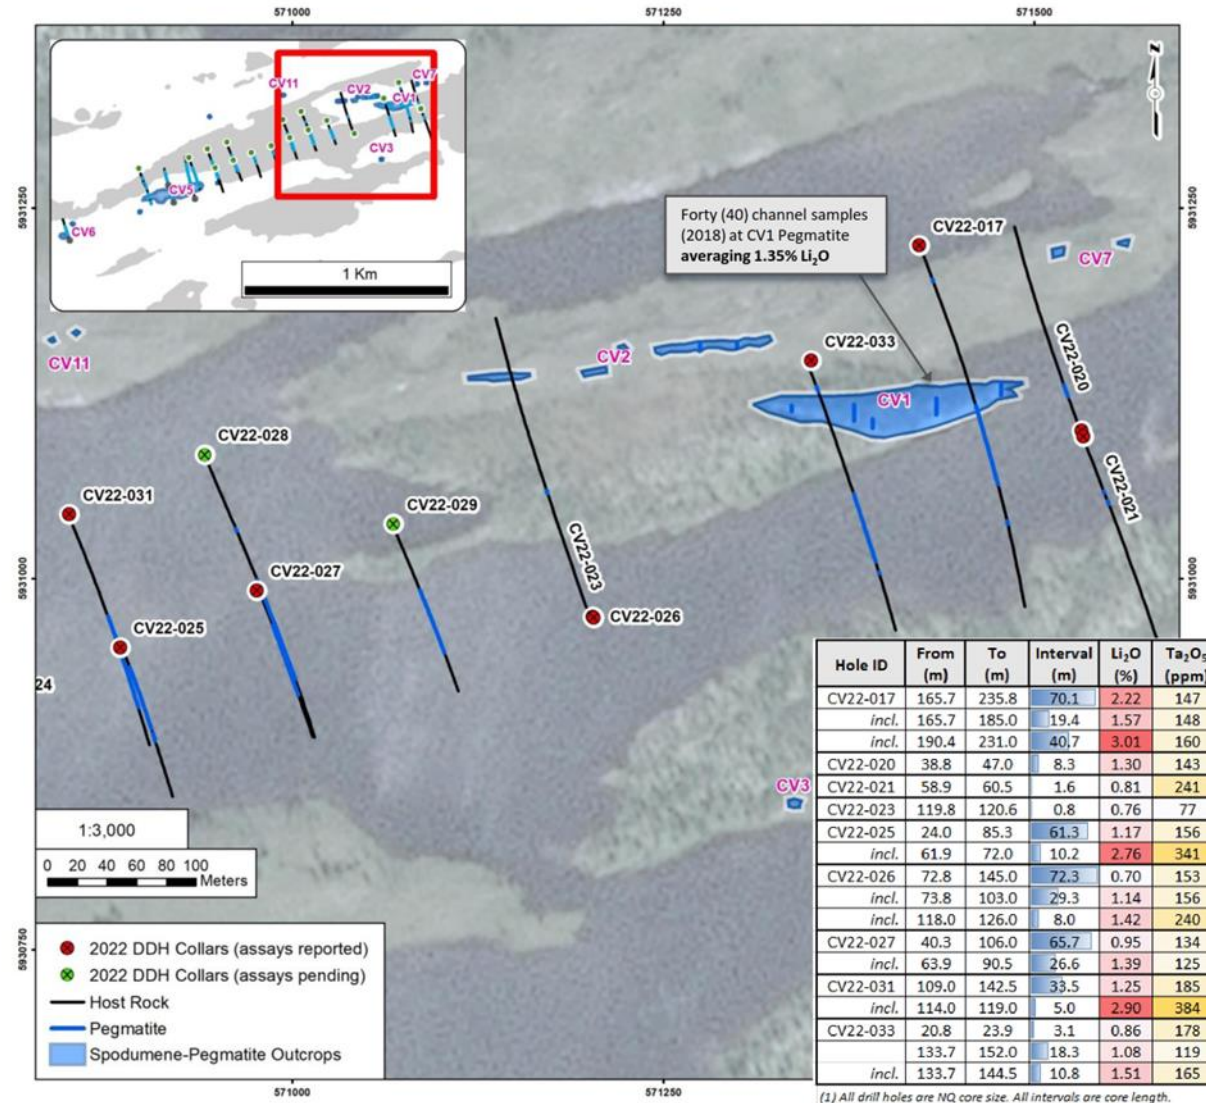 571000
571250
571500
CV11
CV2
CV7
CV1
CV3
CV5
CV6
1 Km
5931250
5931250
Forty (40) channel samples
(2018) at CV1 Pegmatite
averaging 1.35% Li₂O
CV22-017
CV7
CV22-020
CV11
CV2
CV22-033
CV1
CV22-028
CV22-021
CV22-031
CV22-029
CV22-023
5931000
5931000
CV22-027
CV22-026
CV22-025
24
CV3
1:3,000
0 20 40 60 80 100
Meters
5930750
2022 DDH Collars (assays reported)
2022 DDH Collars (assays pending)
Host Rock
Pegmatite
Spodumene-Pegmatite Outcrops
571000
571250
Hole ID From (m) To (m) Interval (m) Li₂O (%) Ta₂O₅ (ppm)
CV22-017 165.7 235.8 70.1 2.22 147
incl. 165.7 185.0 19.4 1.57 148
incl. 190.4 231.0 40.7 3.01 160
CV22-020 38.8 47.0 8.3 1.30 143
CV22-021 58.9 60.5 1.6 0.81 241
CV22-023 119.8 120.6 0.8 0.76 77
CV22-025 24.0 85.3 61.3 1.17 156
incl. 61.9 72.0 10.2 2.76 341
CV22-026 72.8 145.0 72.3 0.70 153
incl. 73.8 103.0 29.3 1.14 156
incl. 118.0 126.0 8.0 1.42 240
CV22-027 40.3 106.0 65.7 0.95 134
incl. 63.9 90.5 26.6 1.39 125
CV22-031 109.0 142.5 33.5 1.25 185
incl. 114.0 119.0 5.0 2.90 384
CV22-033 20.8 23.9 3.1 0.86 178
133.7 152.0 18.3 1.08 119
incl. 133.7 144.5 10.8 1.51 165
(1) All drill holes are NQ core size. All intervals are core length.